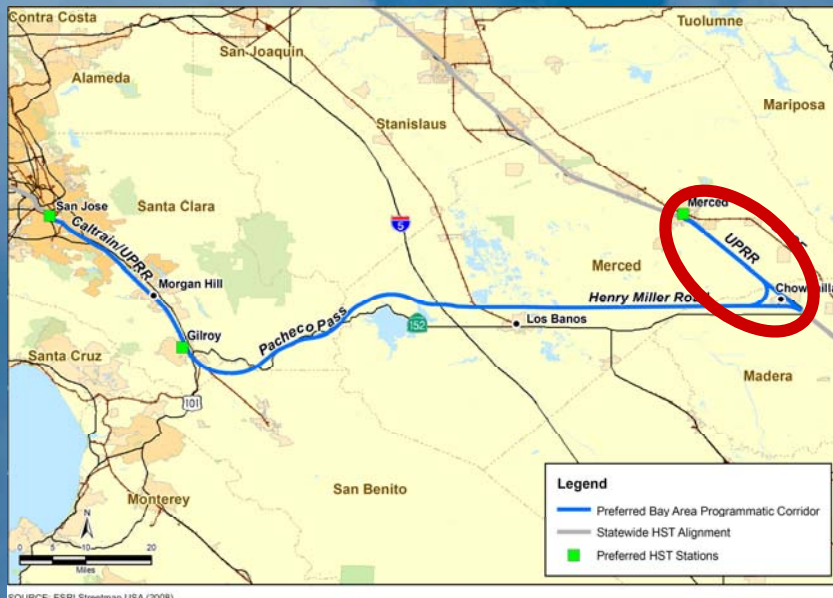 Contra Costa
Tuolumne
San Joaquin
Alameda
Mariposa
Stanislaus
San Jose
Santa Clara
Merced
Caltrain/UPRR
UPRR
5
Morgan Hill
Merced
Henry Miller
Gilroy
Pacheco Pass
152
Los Banos
Santa Cruz
Madera
101
Monterey
San Benito
N
0 5 10 20
Miles
Legend
Preferred Bay Area Programmatic Corridor
Statewide HST Alignment
Preferred HST Stations
SOURCE: ESRI Streetmap USA (2008)